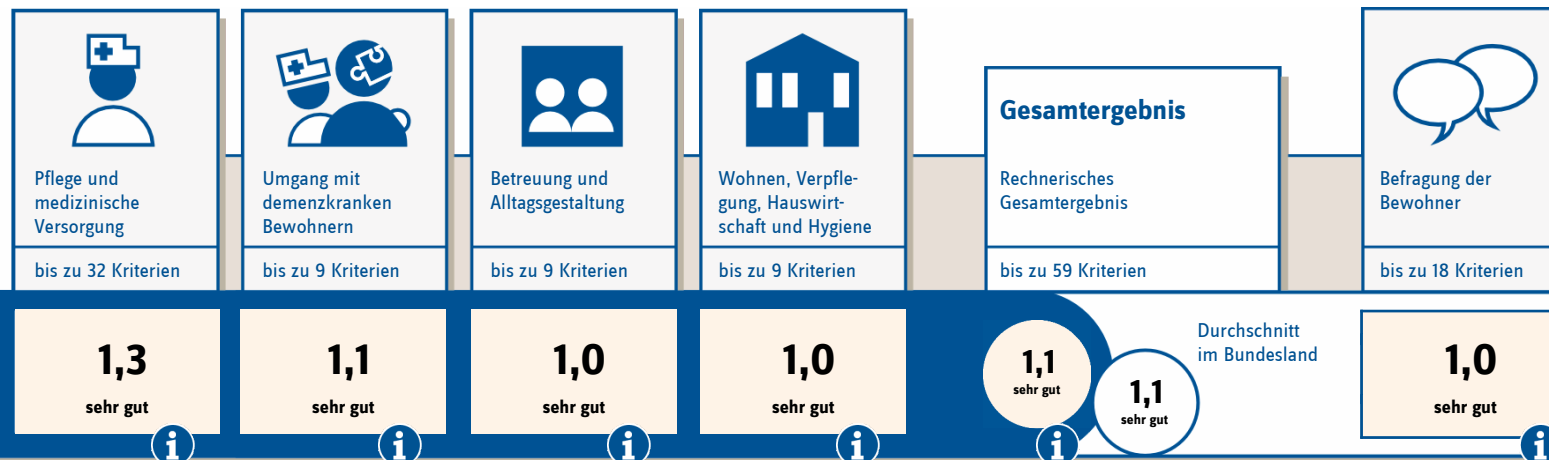 Pflege und
medizinische
Versorgung
bis zu 32 Kriterien
1,3
sehr gut
i
Umgang mit
demenzkranken
Bewohnern
bis zu 9 Kriterien
1,1
sehr gut
i
Betreuung und
Alltagsgestaltung
bis zu 9 Kriterien
1,0
sehr gut
i
Wohnen, Verpfle-
gung, Hauswirt-
schaft und Hygiene
bis zu 9 Kriterien
1,0
sehr gut
i
Gesamtergebnis
Rechnerisches
Gesamtergebnis
bis zu 59 Kriterien
1,1
sehr gut
i
Durchschnitt
im Bundesland
1,1
sehr gut
Befragung der
Bewohner
bis zu 18 Kriterien
1,0
sehr gut
i